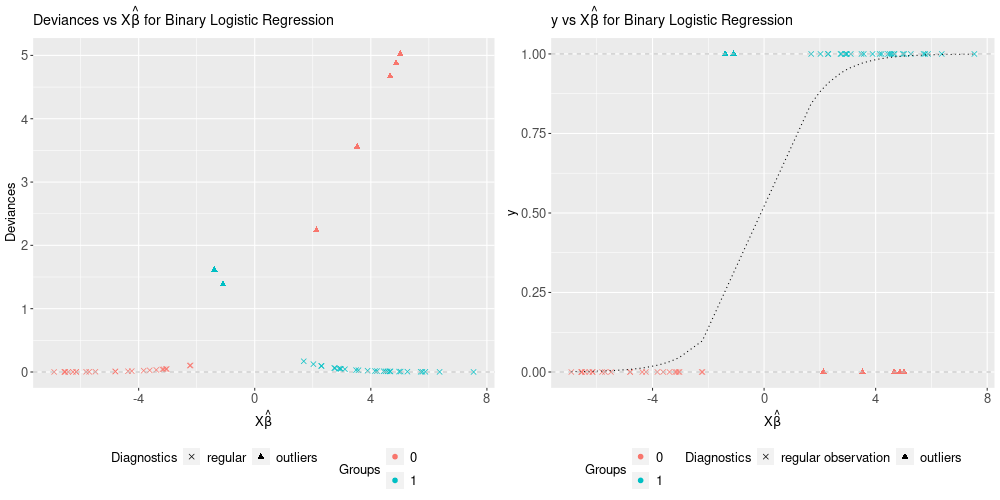 Deviances vs Xβ̂ for Binary Logistic Regression
5
4
3
2
1
0
Deviances
-4 0 4 8
Xβ̂
Diagnostics regular outliers
Groups 0
1
y vs Xβ̂ for Binary Logistic Regression
1.00
0.75
0.50
0.25
0.00
y
-4 0 4 8
Xβ̂
Groups 0
1
Diagnostics regular observation outliers